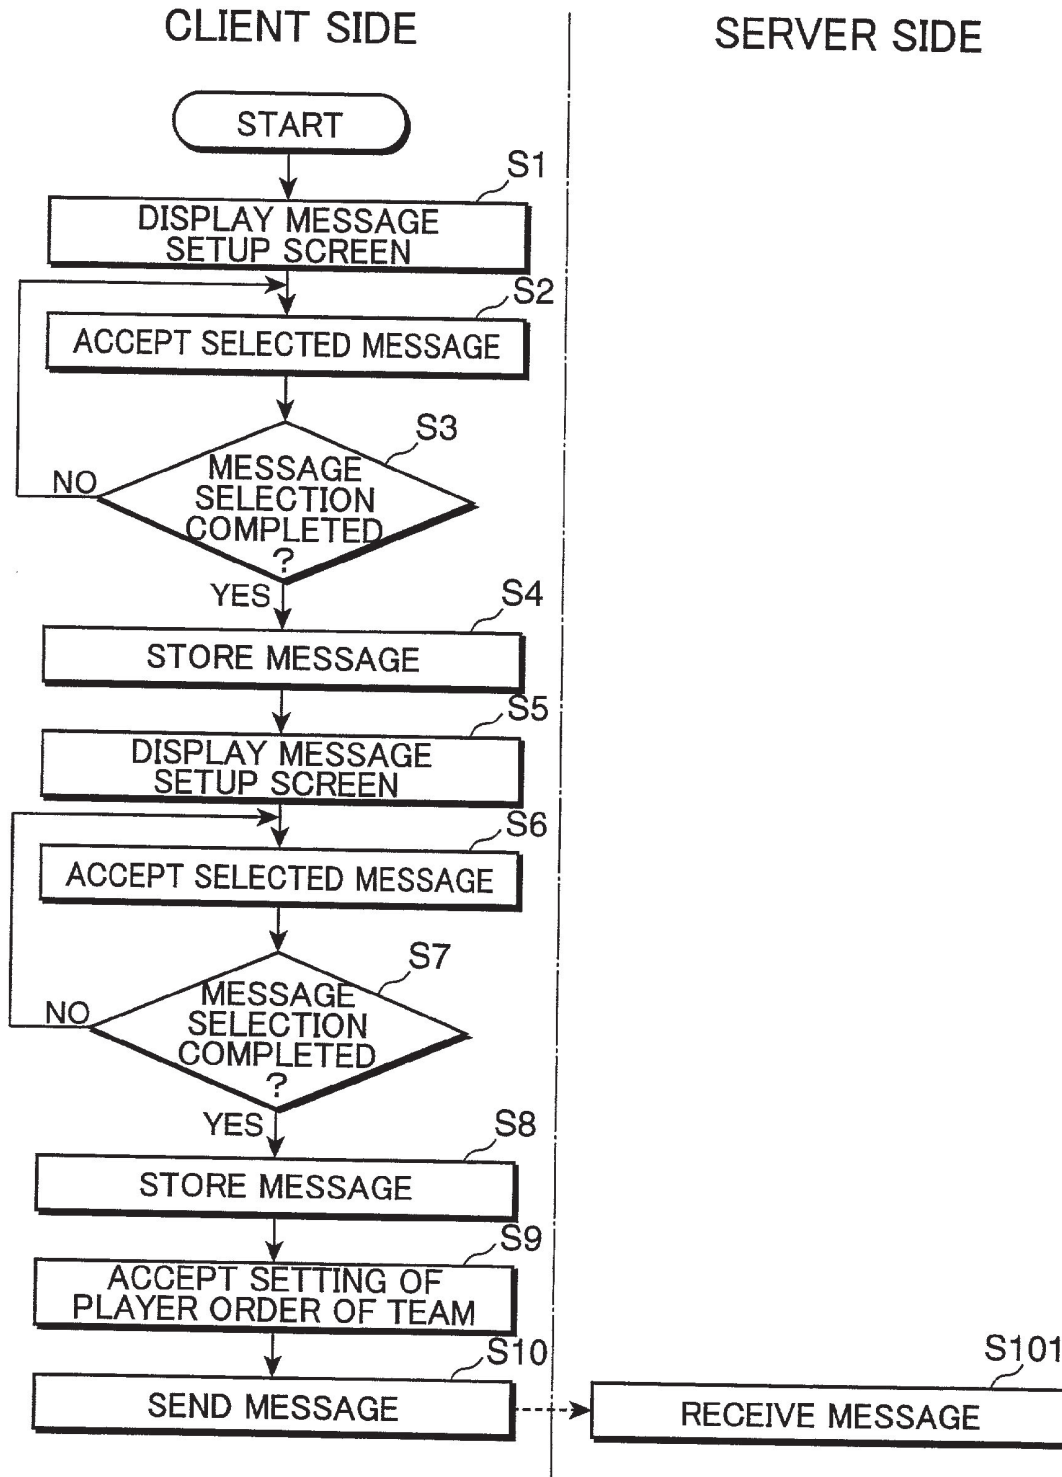 CLIENT SIDE
SERVER SIDE
START
S1
DISPLAY MESSAGE
SETUP SCREEN
S2
ACCEPT SELECTED MESSAGE
S3
MESSAGE
SELECTION
COMPLETED
?
NO
YES
S4
STORE MESSAGE
S5
DISPLAY MESSAGE
SETUP SCREEN
S6
ACCEPT SELECTED MESSAGE
S7
MESSAGE
SELECTION
COMPLETED
?
NO
YES
S8
STORE MESSAGE
S9
ACCEPT SETTING OF
PLAYER ORDER OF TEAM
S10
SEND MESSAGE
S101
RECEIVE MESSAGE